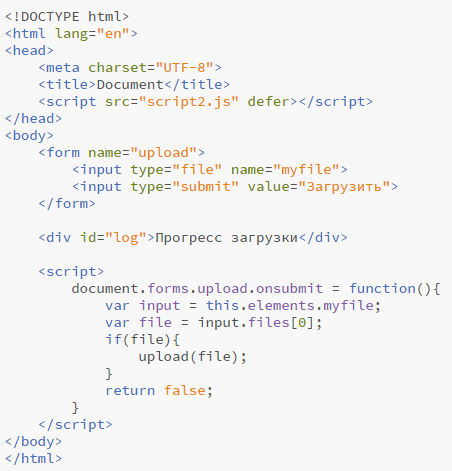 <!DOCTYPE html>
<html lang="en">
<head>
    <meta charset="UTF-8">
    <title>Document</title>
    <script src="script2.js" defer></script>
</head>
<body>
    <form name="upload">
        <input type="file" name="myfile">
        <input type="submit" value="Загрузить">
    </form>

    <div id="log">Прогресс загрузки</div>

    <script>
        document.forms.upload.onsubmit = function(){
            var input = this.elements.myfile;
            var file = input.files[0];
            if(file){
                upload(file);
            }
            return false;
        }
    </script>
</body>
</html>